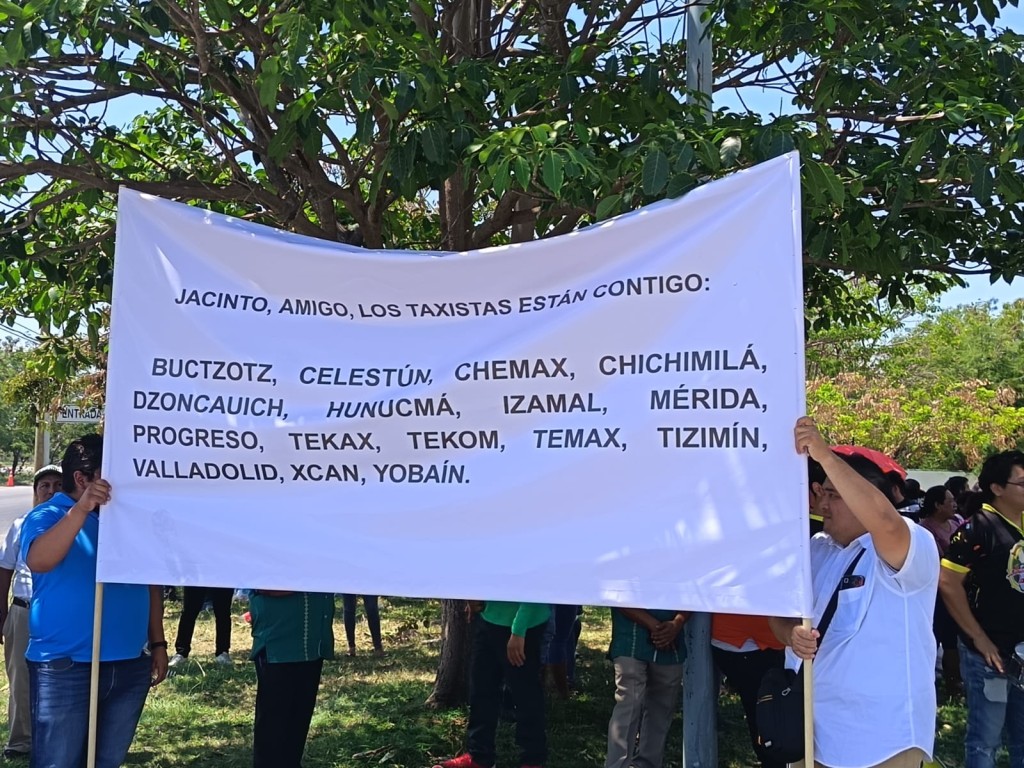 JACINTO, AMIGO, LOS TAXISTAS ESTÁN CONTIGO:
BUCTZOTZ, CELESTÚN, CHEMAX, CHICHIMILÁ,
DZONCAUICH, HUNUCMÁ, IZAMAL, MÉRIDA,
PROGRESO, TEKAX, TEKOM, TEMAX, TIZIMÍN,
VALLADOLID, XCAN, YOBAÍN.
ENTRADA